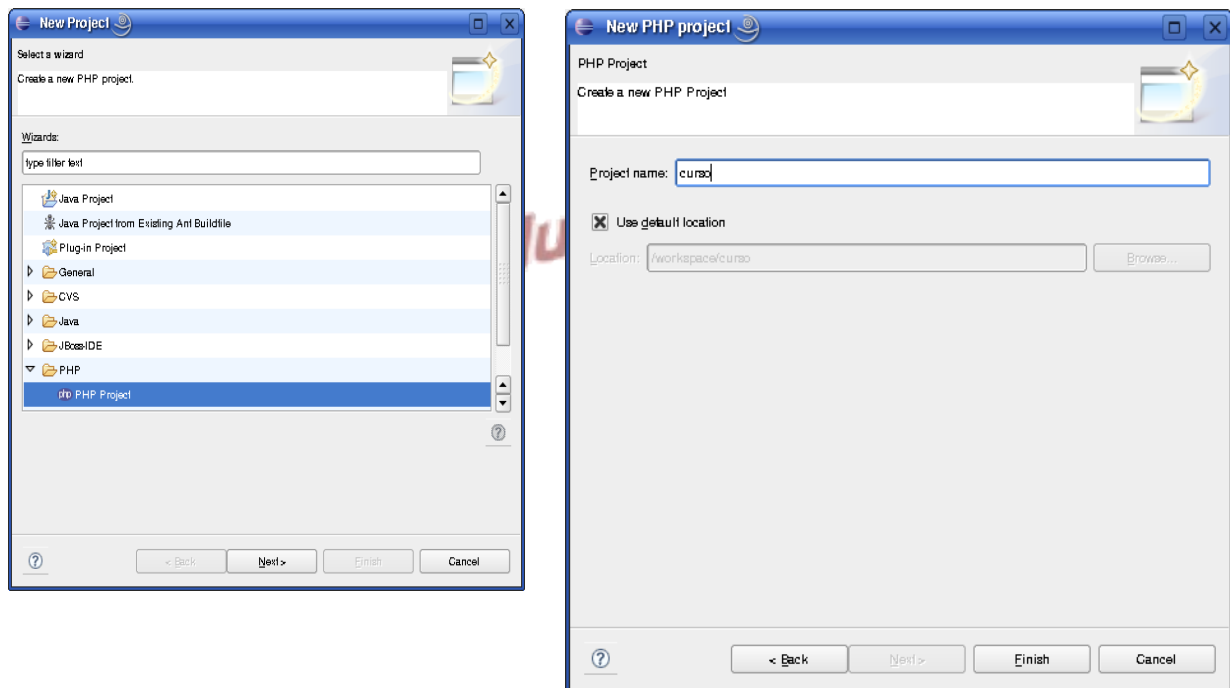 New Project
Select a wizard
Create a new PHP project.
Wizards:
type filter text
Java Project
Java Project from Existing Ant Buildfile
Plug-in Project
General
CVS
Java
JBoss-IDE
PHP
php PHP Project
?
?
< Back
Next >
Finish
Cancel
New PHP project
PHP Project
Create a new PHP Project
Project name: curso
Use default location
Location: /workspace/curso
Browse...
?
< Back
Next >
Finish
Cancel